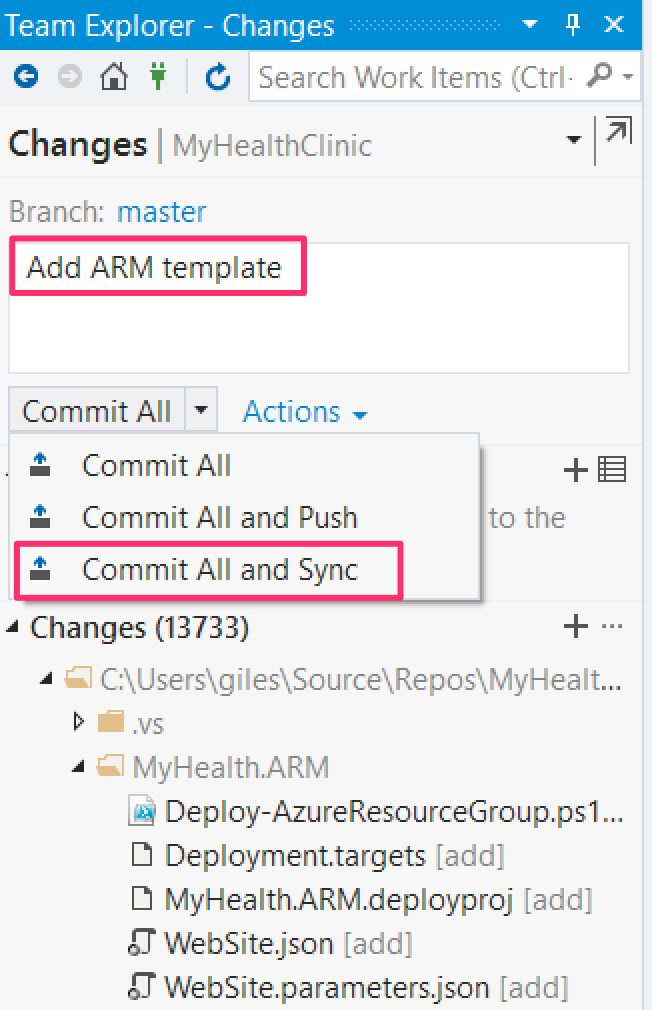 Team Explorer - Changes
Search Work Items (Ctrl
Changes | MyHealthClinic
Branch: master
Add ARM template
Commit All Actions
Commit All
Commit All and Push
to the
Commit All and Sync
Changes (13733)
C:\Users\giles\Source\Repos\MyHealt...
.vs
MyHealth.ARM
Deploy-AzureResourceGroup.ps1...
Deployment.targets [add]
MyHealth.ARM.deployproj [add]
WebSite.json [add]
WebSite.parameters.json [add]